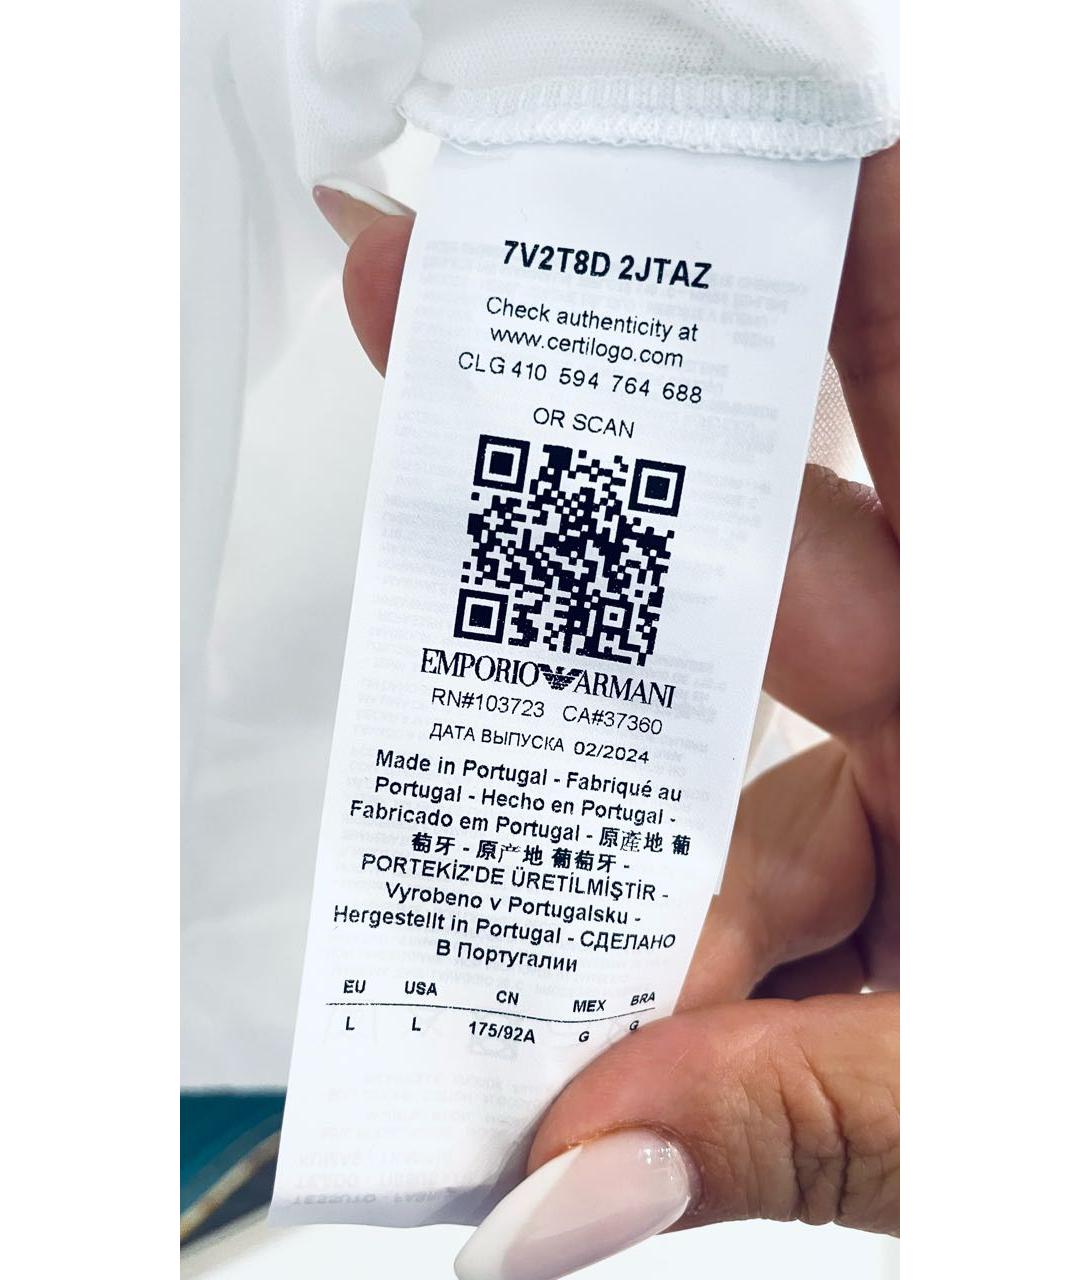 7V2T8D 2JTAZ
Check authenticity at
www.certilogo.com
CLG 410 594 764 688
OR SCAN
EMPORIO ARMANI
RN#103723 CA#37360
ДАТА ВЫПУСКА 02/2024
Made in Portugal - Fabriqué au
Portugal - Hecho en Portugal -
Fabricado em Portugal - 原產地 葡
萄牙 - 原产地 葡萄牙 -
PORTEKİZ'DE ÜRETİLMİŞTİR -
Vyrobeno v Portugalsku -
Hergestellt in Portugal - СДЕЛАНО
В Португалии
EU USA CN MEX BRA
L L 175/92A G G